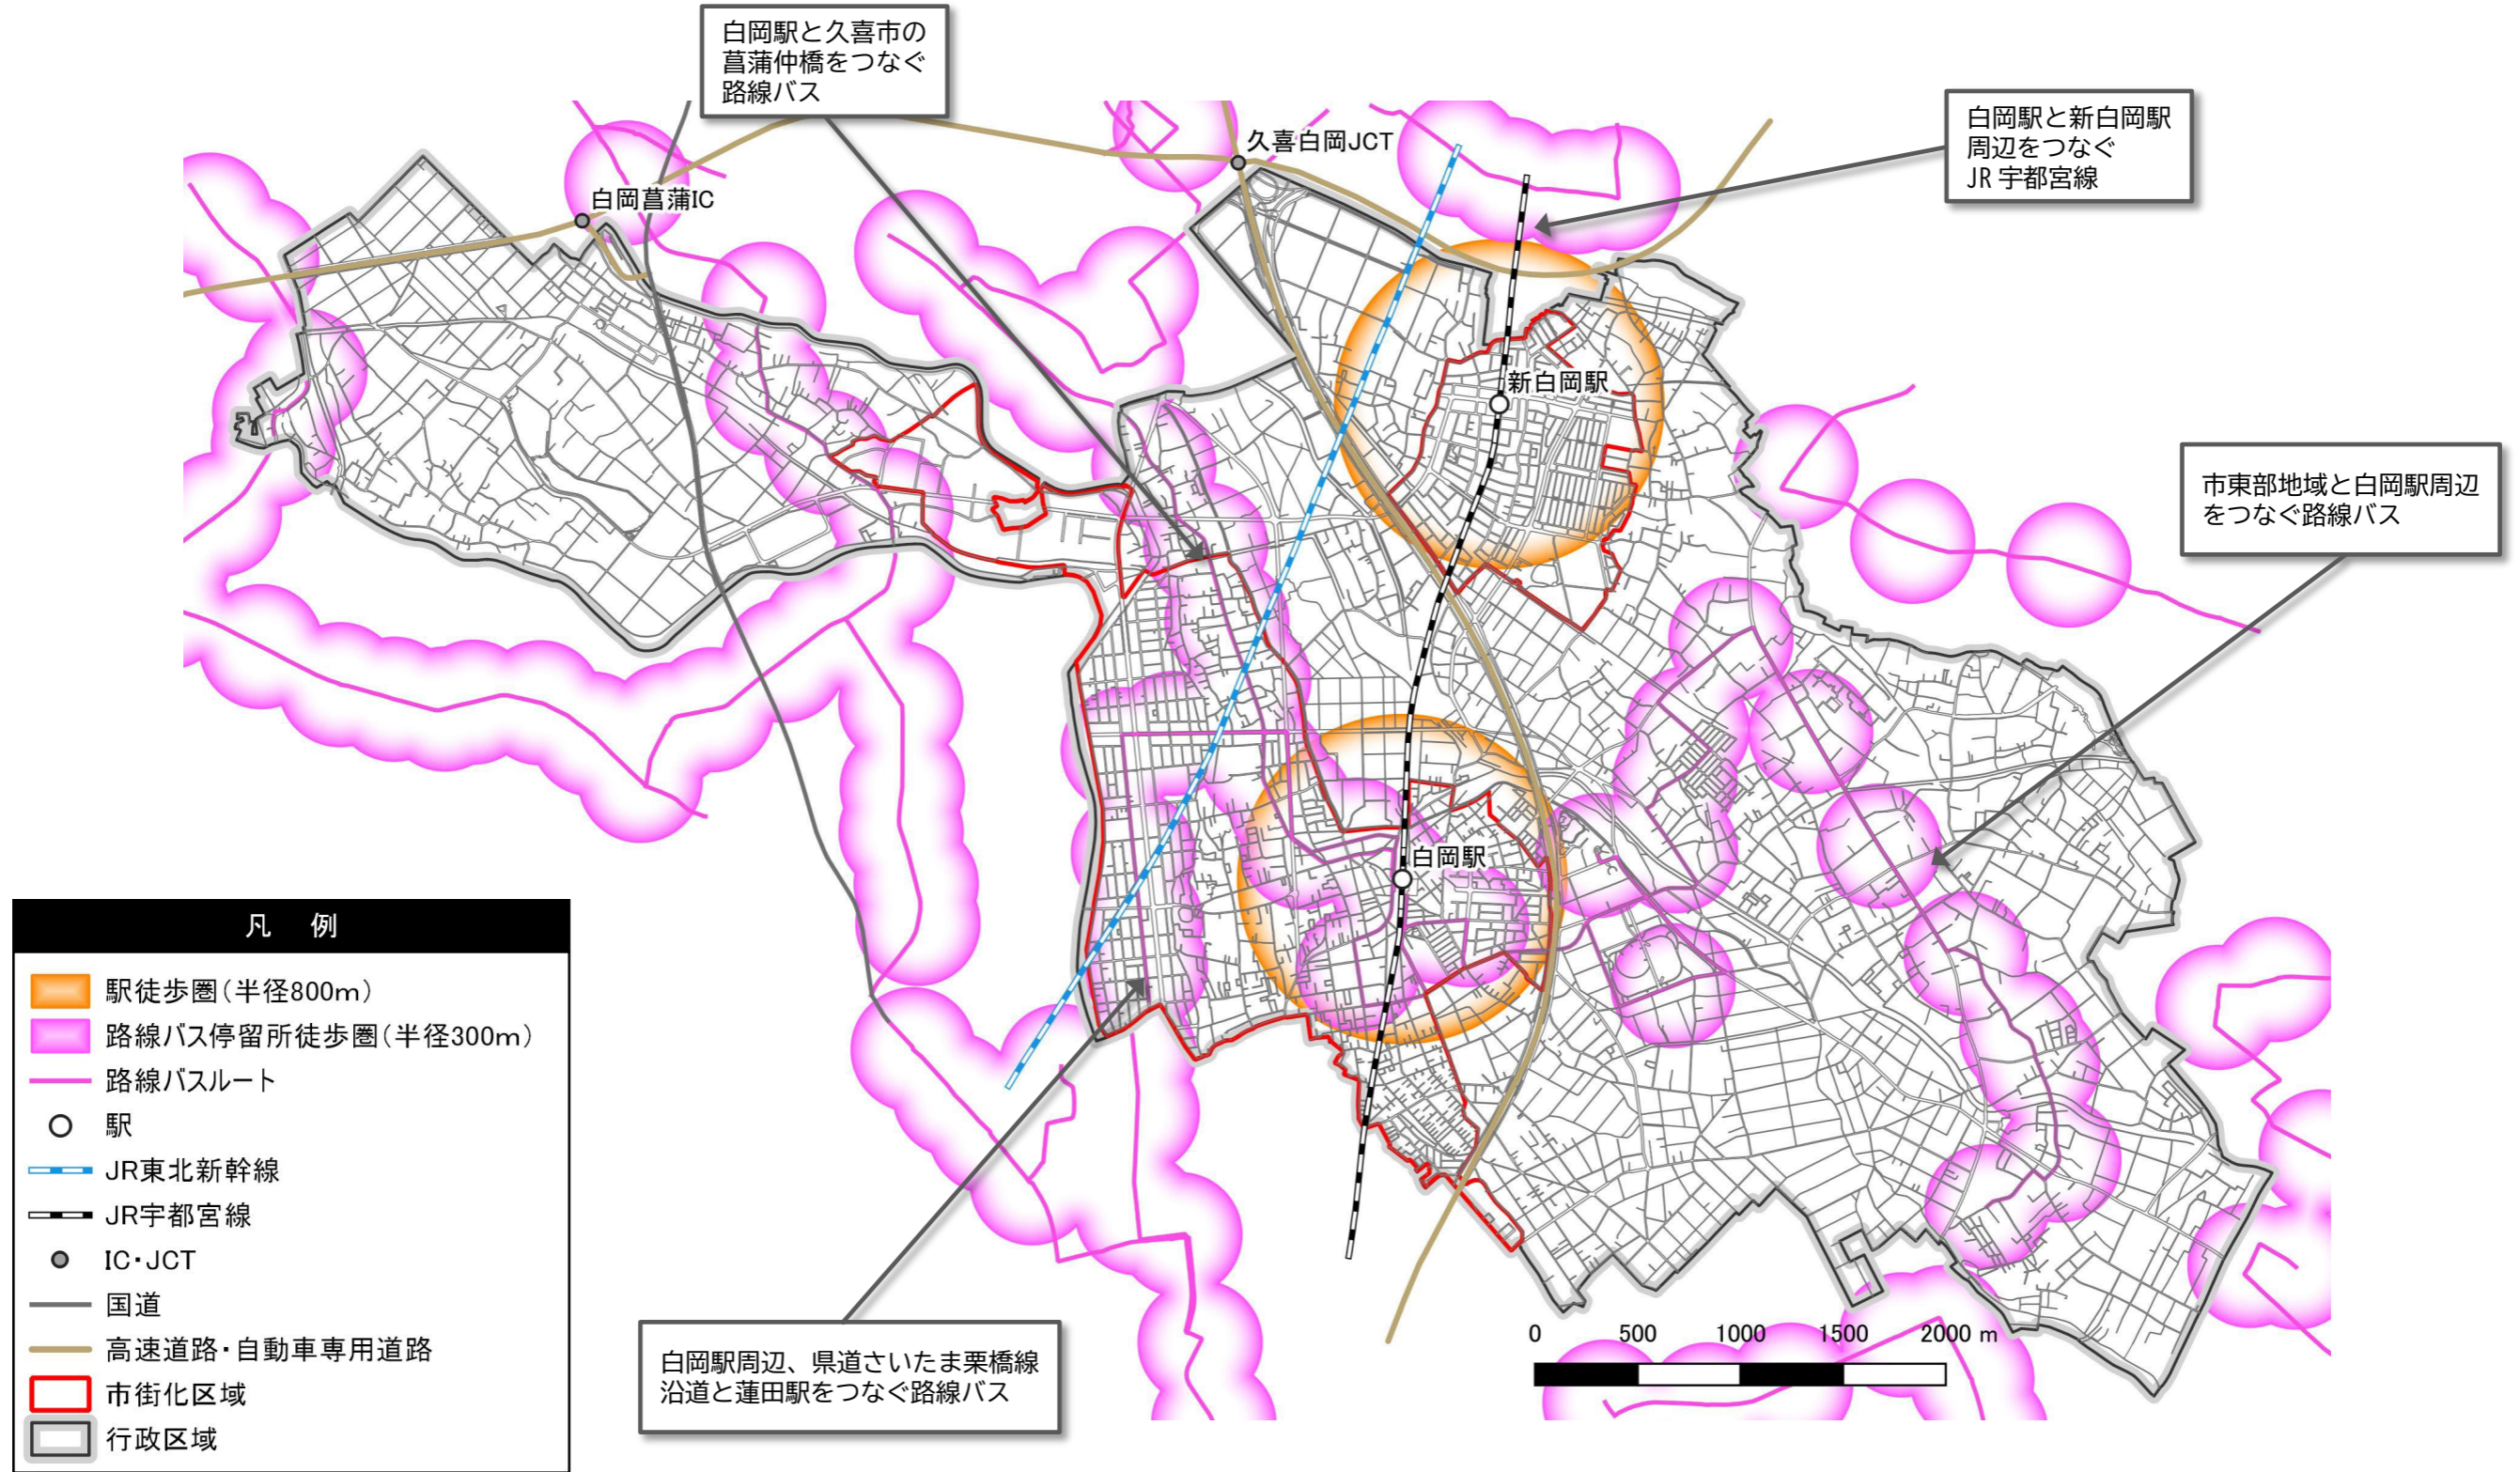 白岡駅と久喜市の
菖蒲仲橋をつなぐ
路線バス
白岡駅と新白岡駅
周辺をつなぐ
JR 宇都宮線
久喜白岡JCT
白岡菖蒲IC
新白岡駅
市東部地域と白岡駅周辺
をつなぐ路線バス
白岡駅
凡 例
駅徒歩圏(半径800m)
路線バス停留所徒歩圏(半径300m)
路線バスルート
駅
JR東北新幹線
JR宇都宮線
IC・JCT
国道
高速道路・自動車専用道路
市街化区域
行政区域
白岡駅周辺、県道さいたま栗橋線
沿道と蓮田駅をつなぐ路線バス
0 500 1000 1500 2000 m